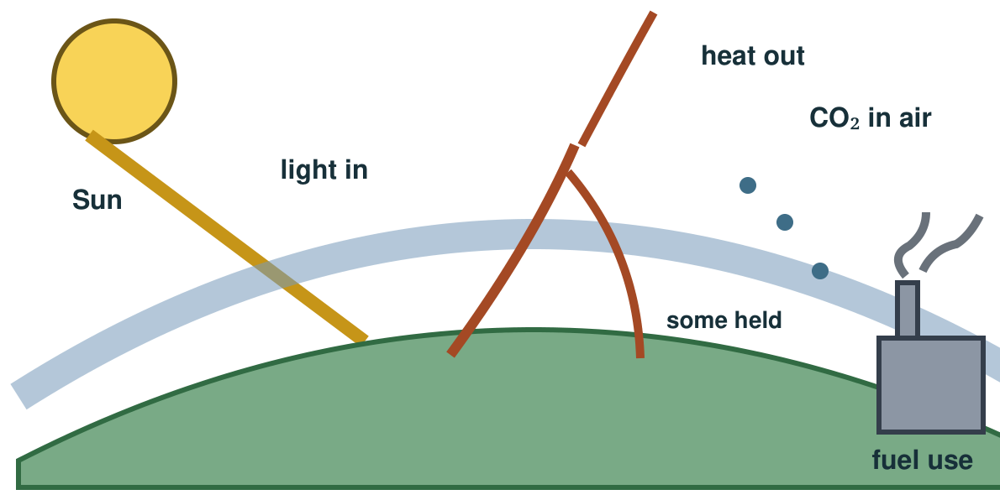 heat out
CO₂ in air
light in
Sun
some held
fuel use